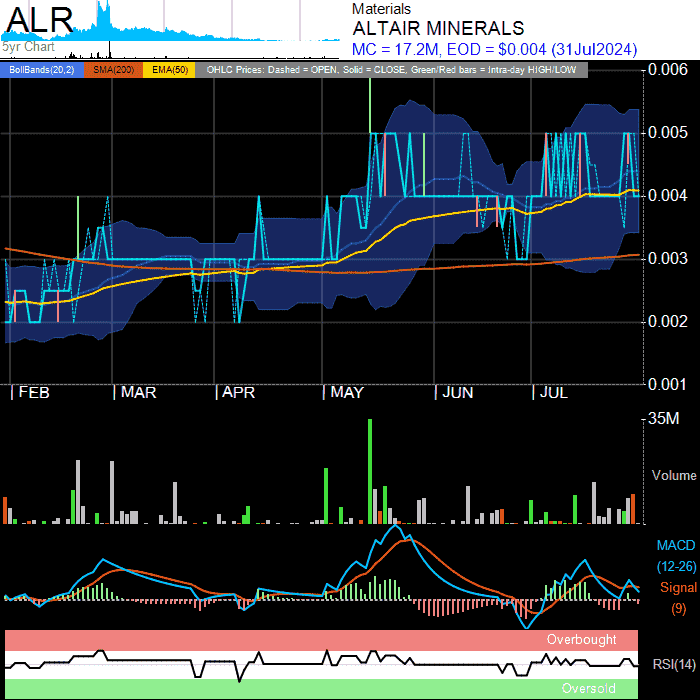 ALR
5yr Chart
Materials
ALTAIR MINERALS
MC = 17.2M, EOD = $0.004 (31Jul2024)
BollBands(20,2) SMA(200) EMA(50) OHLC Prices: Dashed = OPEN, Solid = CLOSE, Green/Red bars = Intra-day HIGH/LOW
0.006
0.005
0.004
0.003
0.002
0.001
FEB MAR APR MAY JUN JUL
35M
Volume
MACD
(12-26)
Signal
(9)
Overbought
RSI(14)
Oversold